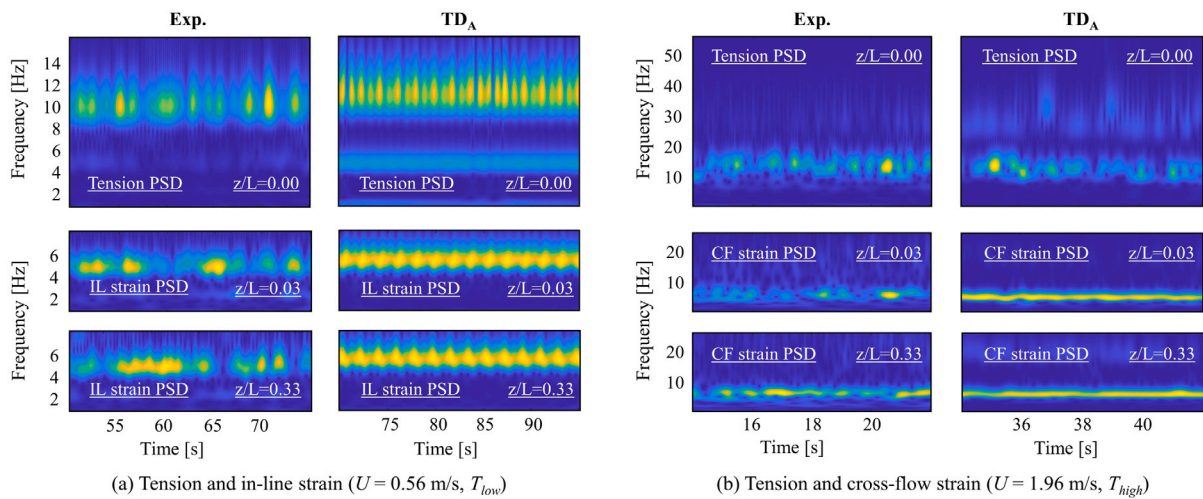 Exp.
TD_A
Exp.
TD_A
Frequency [Hz]
14
12
10
8
6
4
2
Tension PSD
z/L=0.00
Tension PSD
z/L=0.00
Frequency [Hz]
6
4
2
IL strain PSD
z/L=0.03
IL strain PSD
z/L=0.03
6
4
2
IL strain PSD
z/L=0.33
IL strain PSD
z/L=0.33
55
60
65
70
75
80
85
90
Time [s]
Time [s]
(a) Tension and in-line strain (U = 0.56 m/s, T_low)
Frequency [Hz]
50
40
30
20
10
Tension PSD
z/L=0.00
Tension PSD
z/L=0.00
Frequency [Hz]
20
10
CF strain PSD
z/L=0.03
CF strain PSD
z/L=0.03
20
10
CF strain PSD
z/L=0.33
CF strain PSD
z/L=0.33
16
18
20
36
38
40
Time [s]
Time [s]
(b) Tension and cross-flow strain (U = 1.96 m/s, T_high)